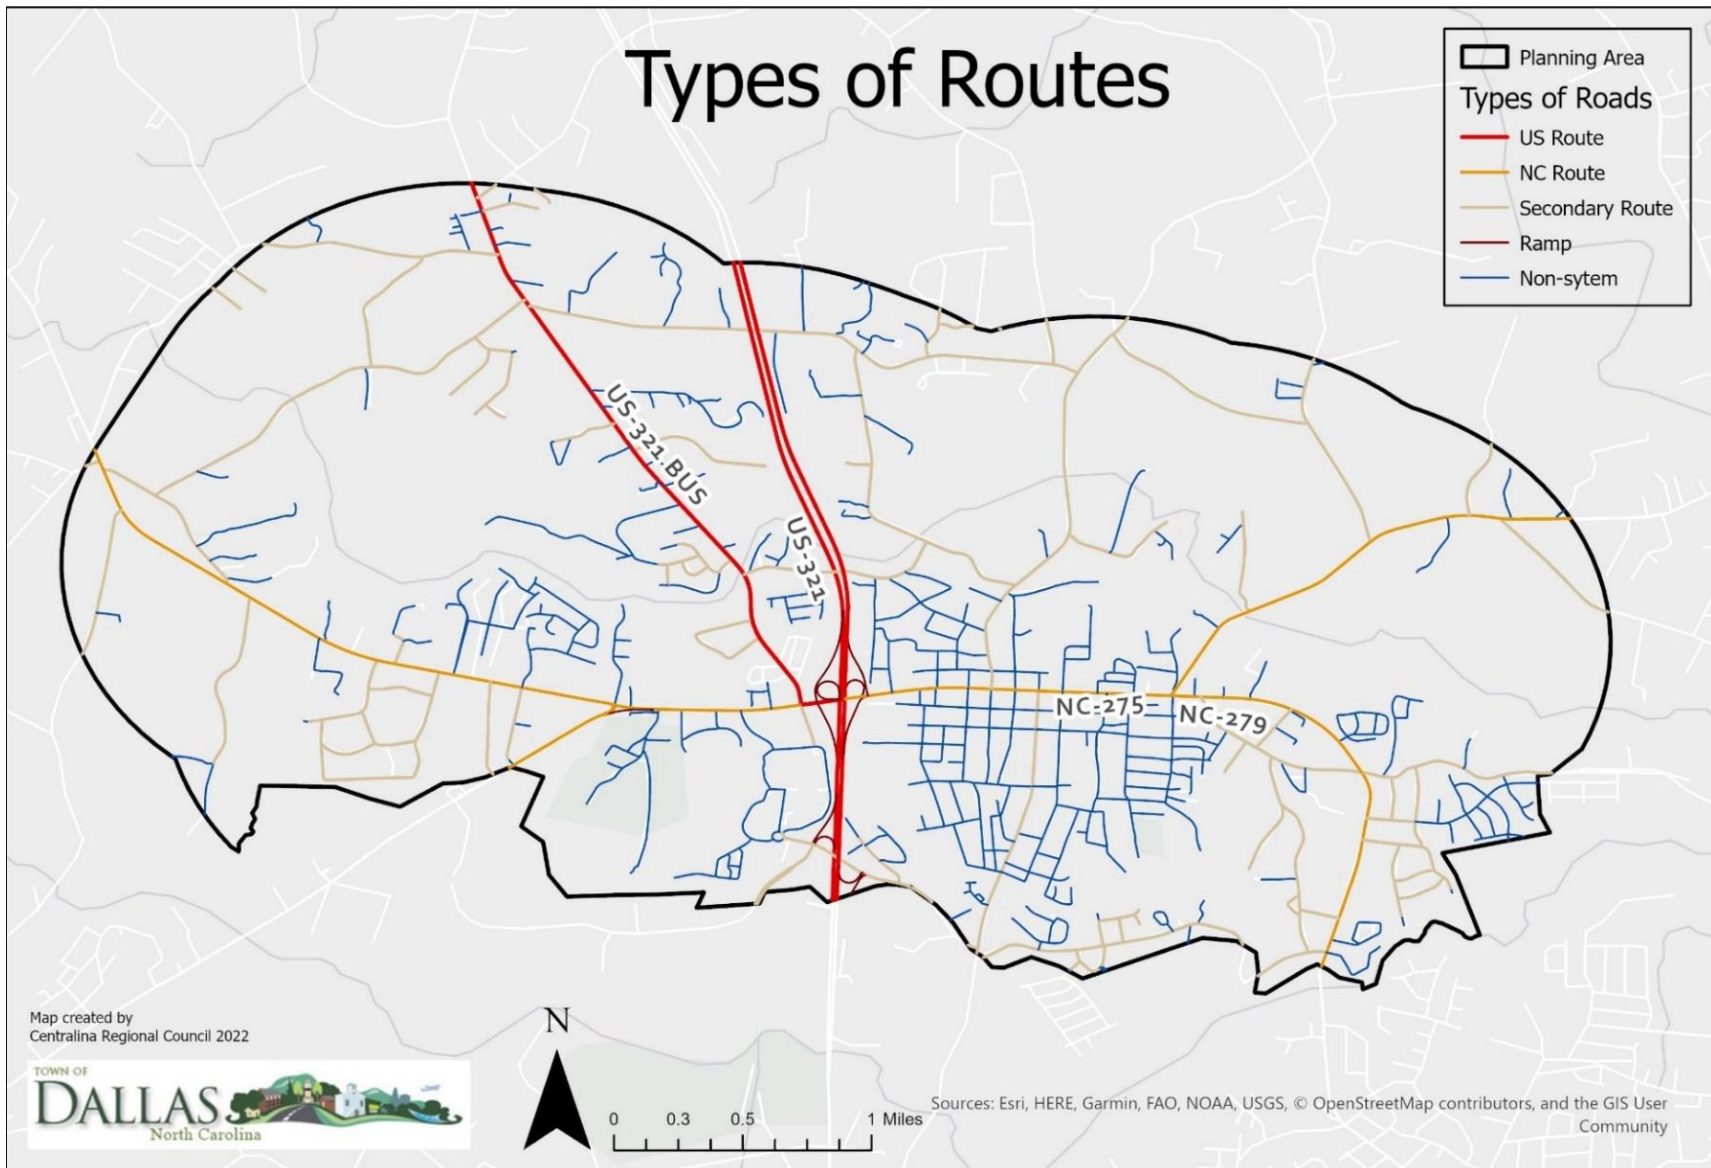 Types of Routes
Planning Area
Types of Roads
US Route
NC Route
Secondary Route
Ramp
Non-sytem
US-321 BUS
US-321
NC-275
NC-279
Map created by
Centralina Regional Council 2022
TOWN OF
DALLAS
North Carolina
N
0 0.3 0.5 1 Miles
Sources: Esri, HERE, Garmin, FAO, NOAA, USGS, © OpenStreetMap contributors, and the GIS User
Community